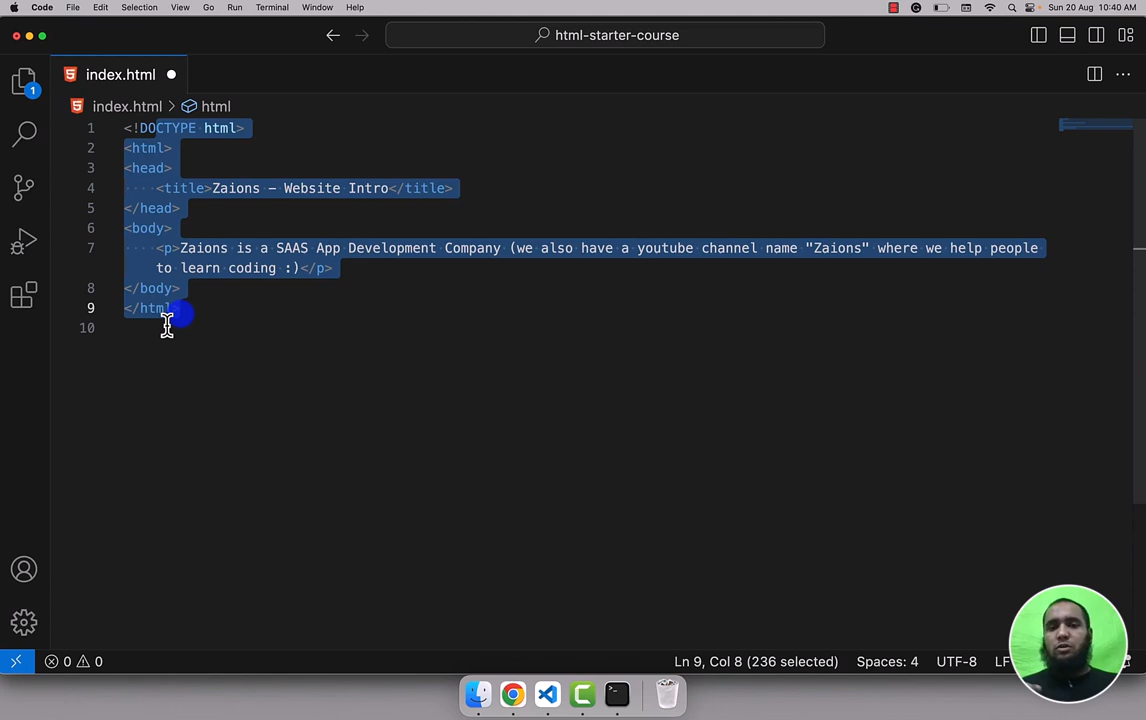 Code File Edit Selection View Go Run Terminal Window Help Sun 20 Aug 10:40 AM
html-starter-course
1
index.html
index.html > html
1 <!DOCTYPE html>
2 <html>
3 <head>
4 <title>Zaions - Website Intro</title>
5 </head>
6 <body>
7 <p>Zaions is a SAAS App Development Company (we also have a youtube channel name "Zaions" where we help people
to learn coding :)</p>
8 </body>
9 </html>
10
0 0 Ln 9, Col 8 (236 selected) Spaces: 4 UTF-8 LF